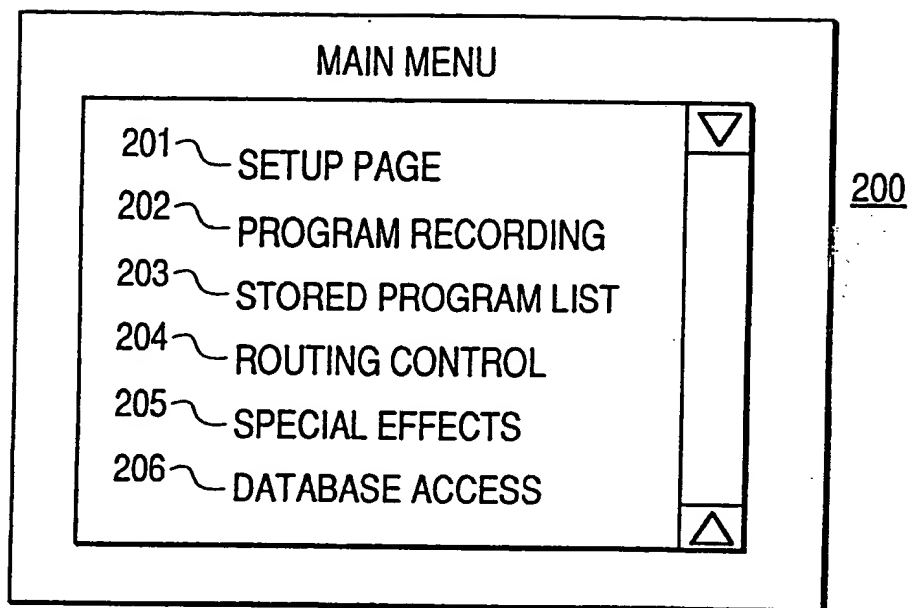 MAIN MENU
201 SETUP PAGE
202 PROGRAM RECORDING
203 STORED PROGRAM LIST
204 ROUTING CONTROL
205 SPECIAL EFFECTS
206 DATABASE ACCESS
200